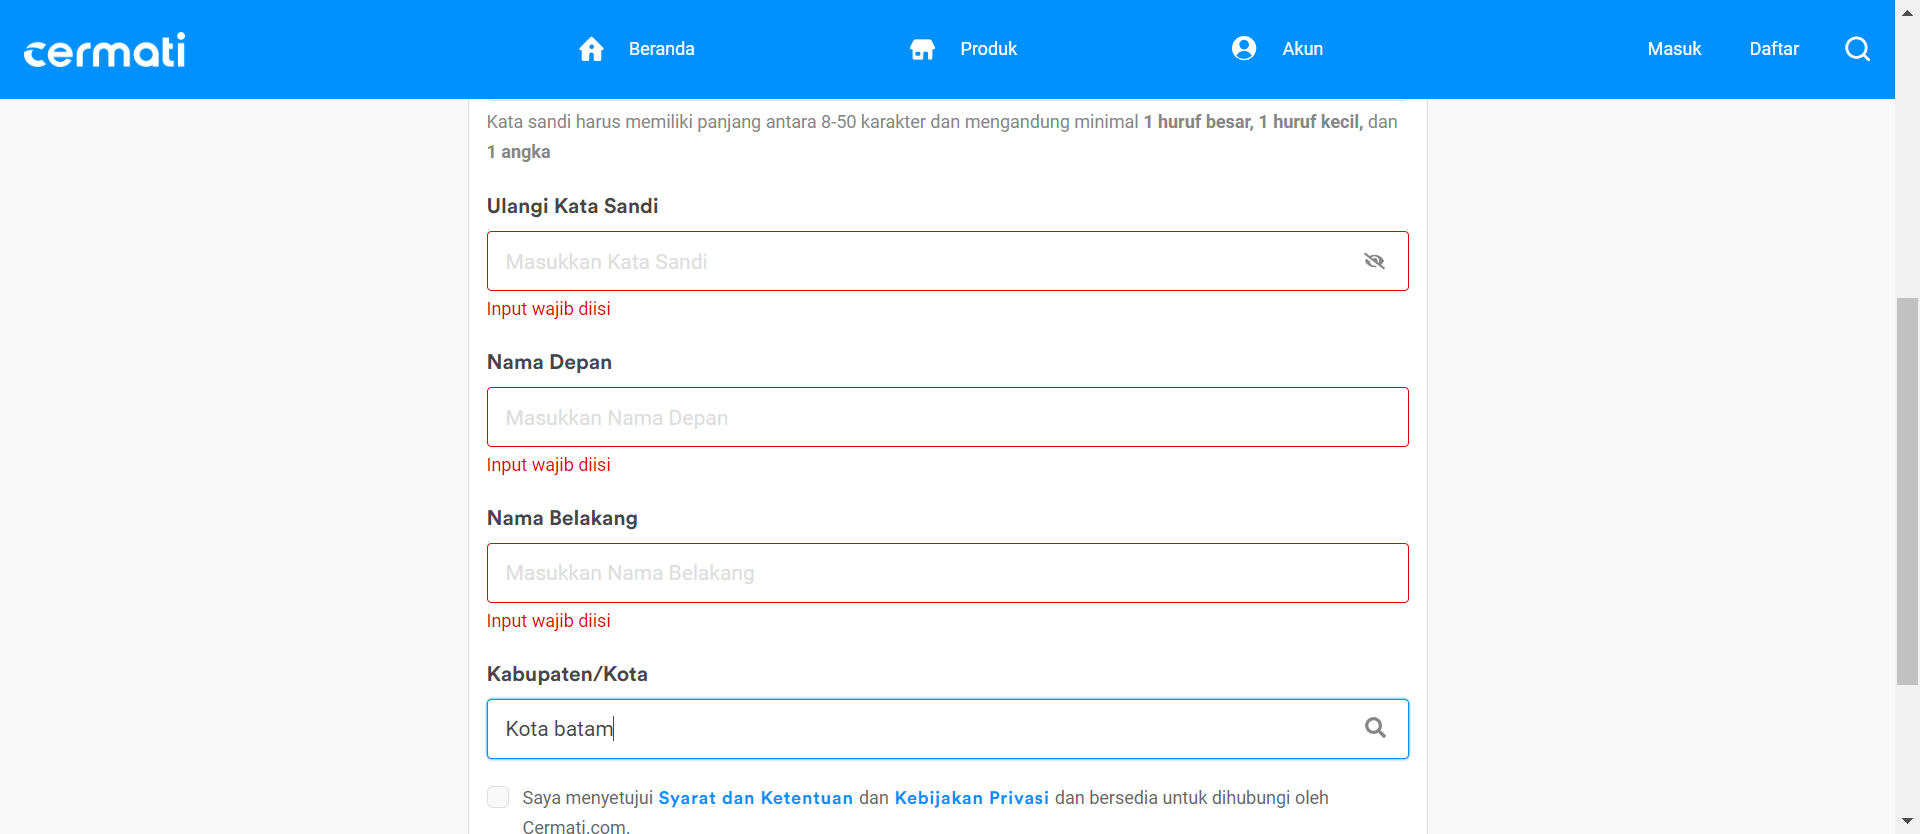 cermati
Beranda
Produk
Akun
Masuk
Daftar
Kata sandi harus memiliki panjang antara 8-50 karakter dan mengandung minimal 1 huruf besar, 1 huruf kecil, dan
1 angka
Ulangi Kata Sandi
Masukkan Kata Sandi
Input wajib diisi
Nama Depan
Masukkan Nama Depan
Input wajib diisi
Nama Belakang
Masukkan Nama Belakang
Input wajib diisi
Kabupaten/Kota
Kota batam
Saya menyetujui Syarat dan Ketentuan dan Kebijakan Privasi dan bersedia untuk dihubungi oleh
Cermati.com.